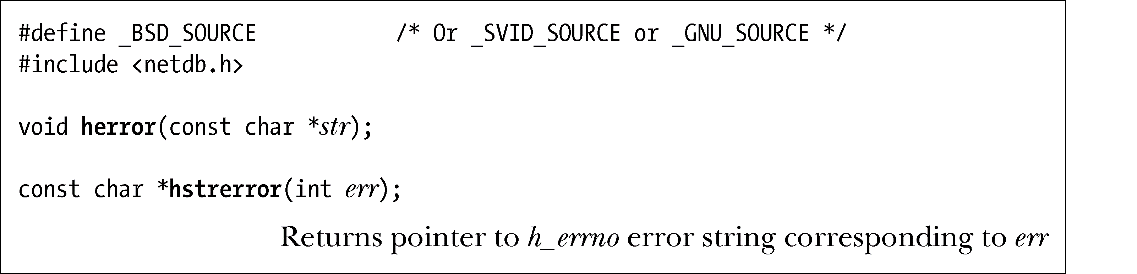 #define _BSD_SOURCE /* Or _SVID_SOURCE or _GNU_SOURCE */
#include <netdb.h>
void herror(const char *str);
const char *hstrerror(int err);
Returns pointer to h_errno error string corresponding to err